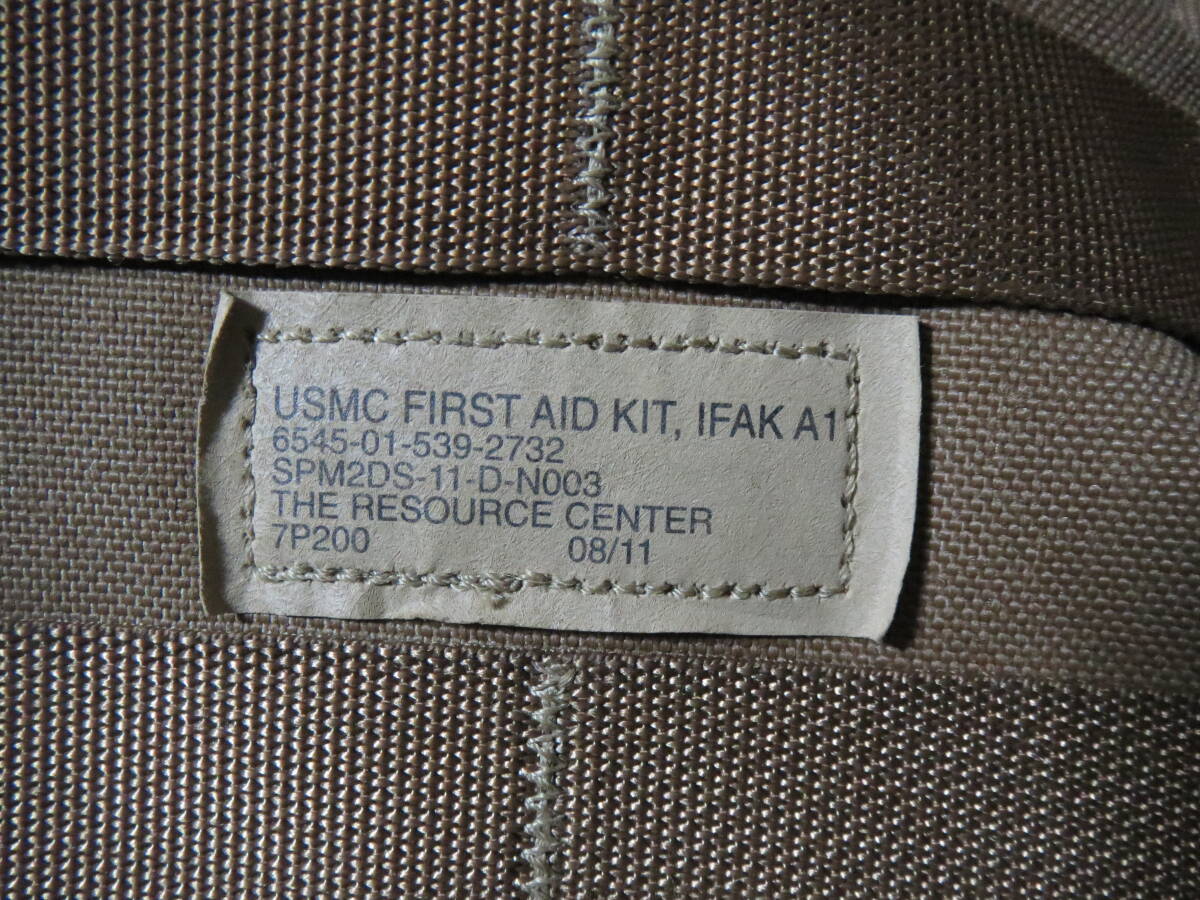 USMC FIRST AID KIT, IFAK A1
6545-01-539-2732
SPM2DS-11-D-N003
THE RESOURCE CENTER
7P200 08/11